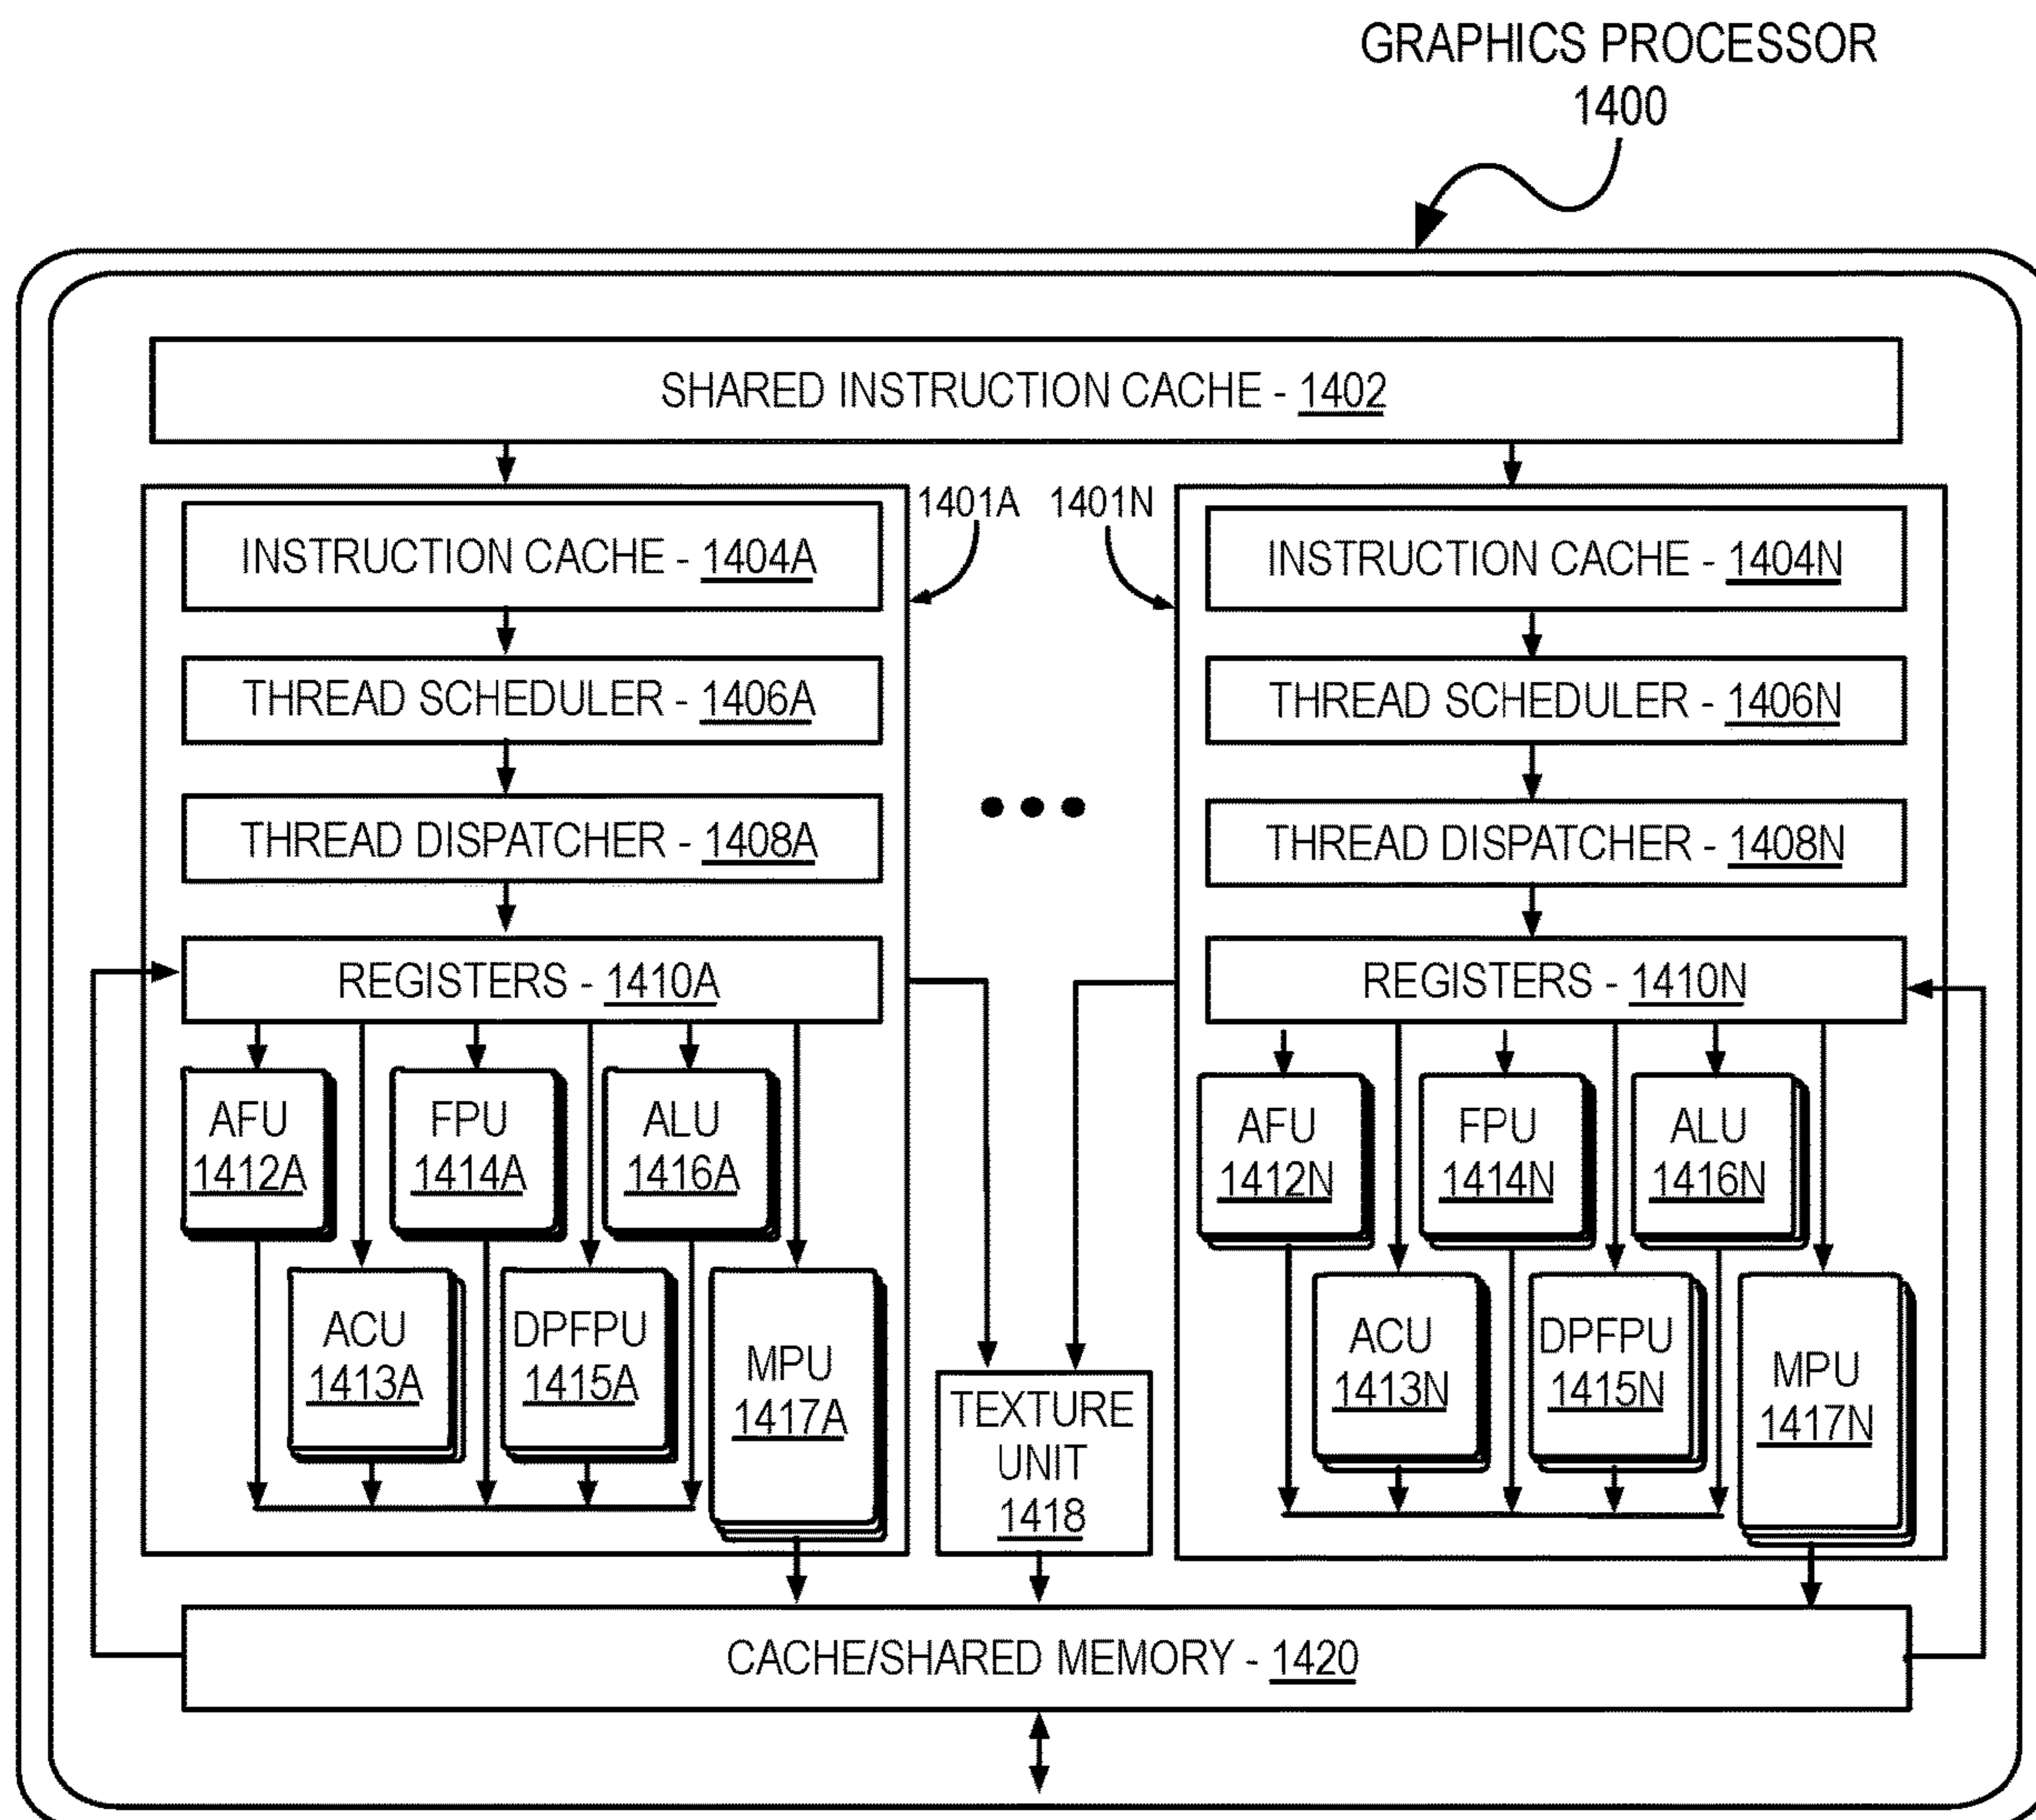 GRAPHICS PROCESSOR
1400
SHARED INSTRUCTION CACHE - 1402
1401A
1401N
INSTRUCTION CACHE - 1404A
THREAD SCHEDULER - 1406A
THREAD DISPATCHER - 1408A
REGISTERS - 1410A
AFU
1412A
FPU
1414A
ALU
1416A
ACU
1413A
DPFPU
1415A
MPU
1417A
TEXTURE
UNIT
1418
INSTRUCTION CACHE - 1404N
THREAD SCHEDULER - 1406N
THREAD DISPATCHER - 1408N
REGISTERS - 1410N
AFU
1412N
FPU
1414N
ALU
1416N
ACU
1413N
DPFPU
1415N
MPU
1417N
CACHE/SHARED MEMORY - 1420